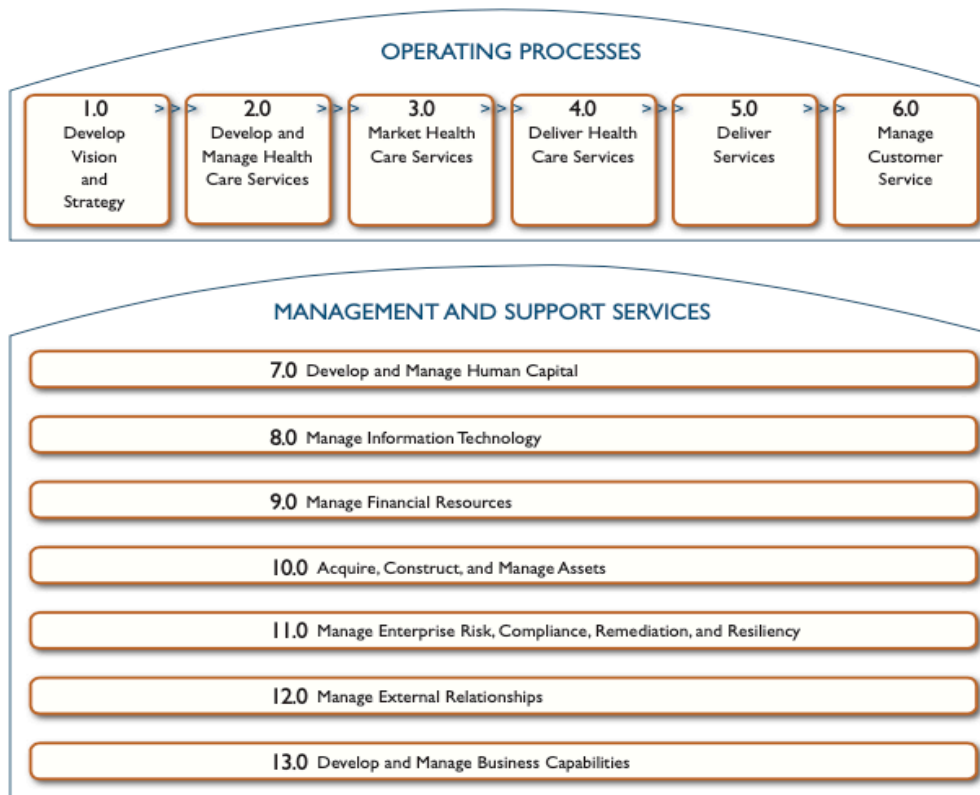 OPERATING PROCESSES
1.0 >>>
Develop
Vision
and
Strategy
2.0 >>>
Develop and
Manage Health
Care Services
3.0 >>>
Market Health
Care Services
4.0 >>>
Deliver Health
Care Services
5.0 >>>
Deliver
Services
6.0
Manage
Customer
Service
MANAGEMENT AND SUPPORT SERVICES
7.0 Develop and Manage Human Capital
8.0 Manage Information Technology
9.0 Manage Financial Resources
10.0 Acquire, Construct, and Manage Assets
11.0 Manage Enterprise Risk, Compliance, Remediation, and Resiliency
12.0 Manage External Relationships
13.0 Develop and Manage Business Capabilities